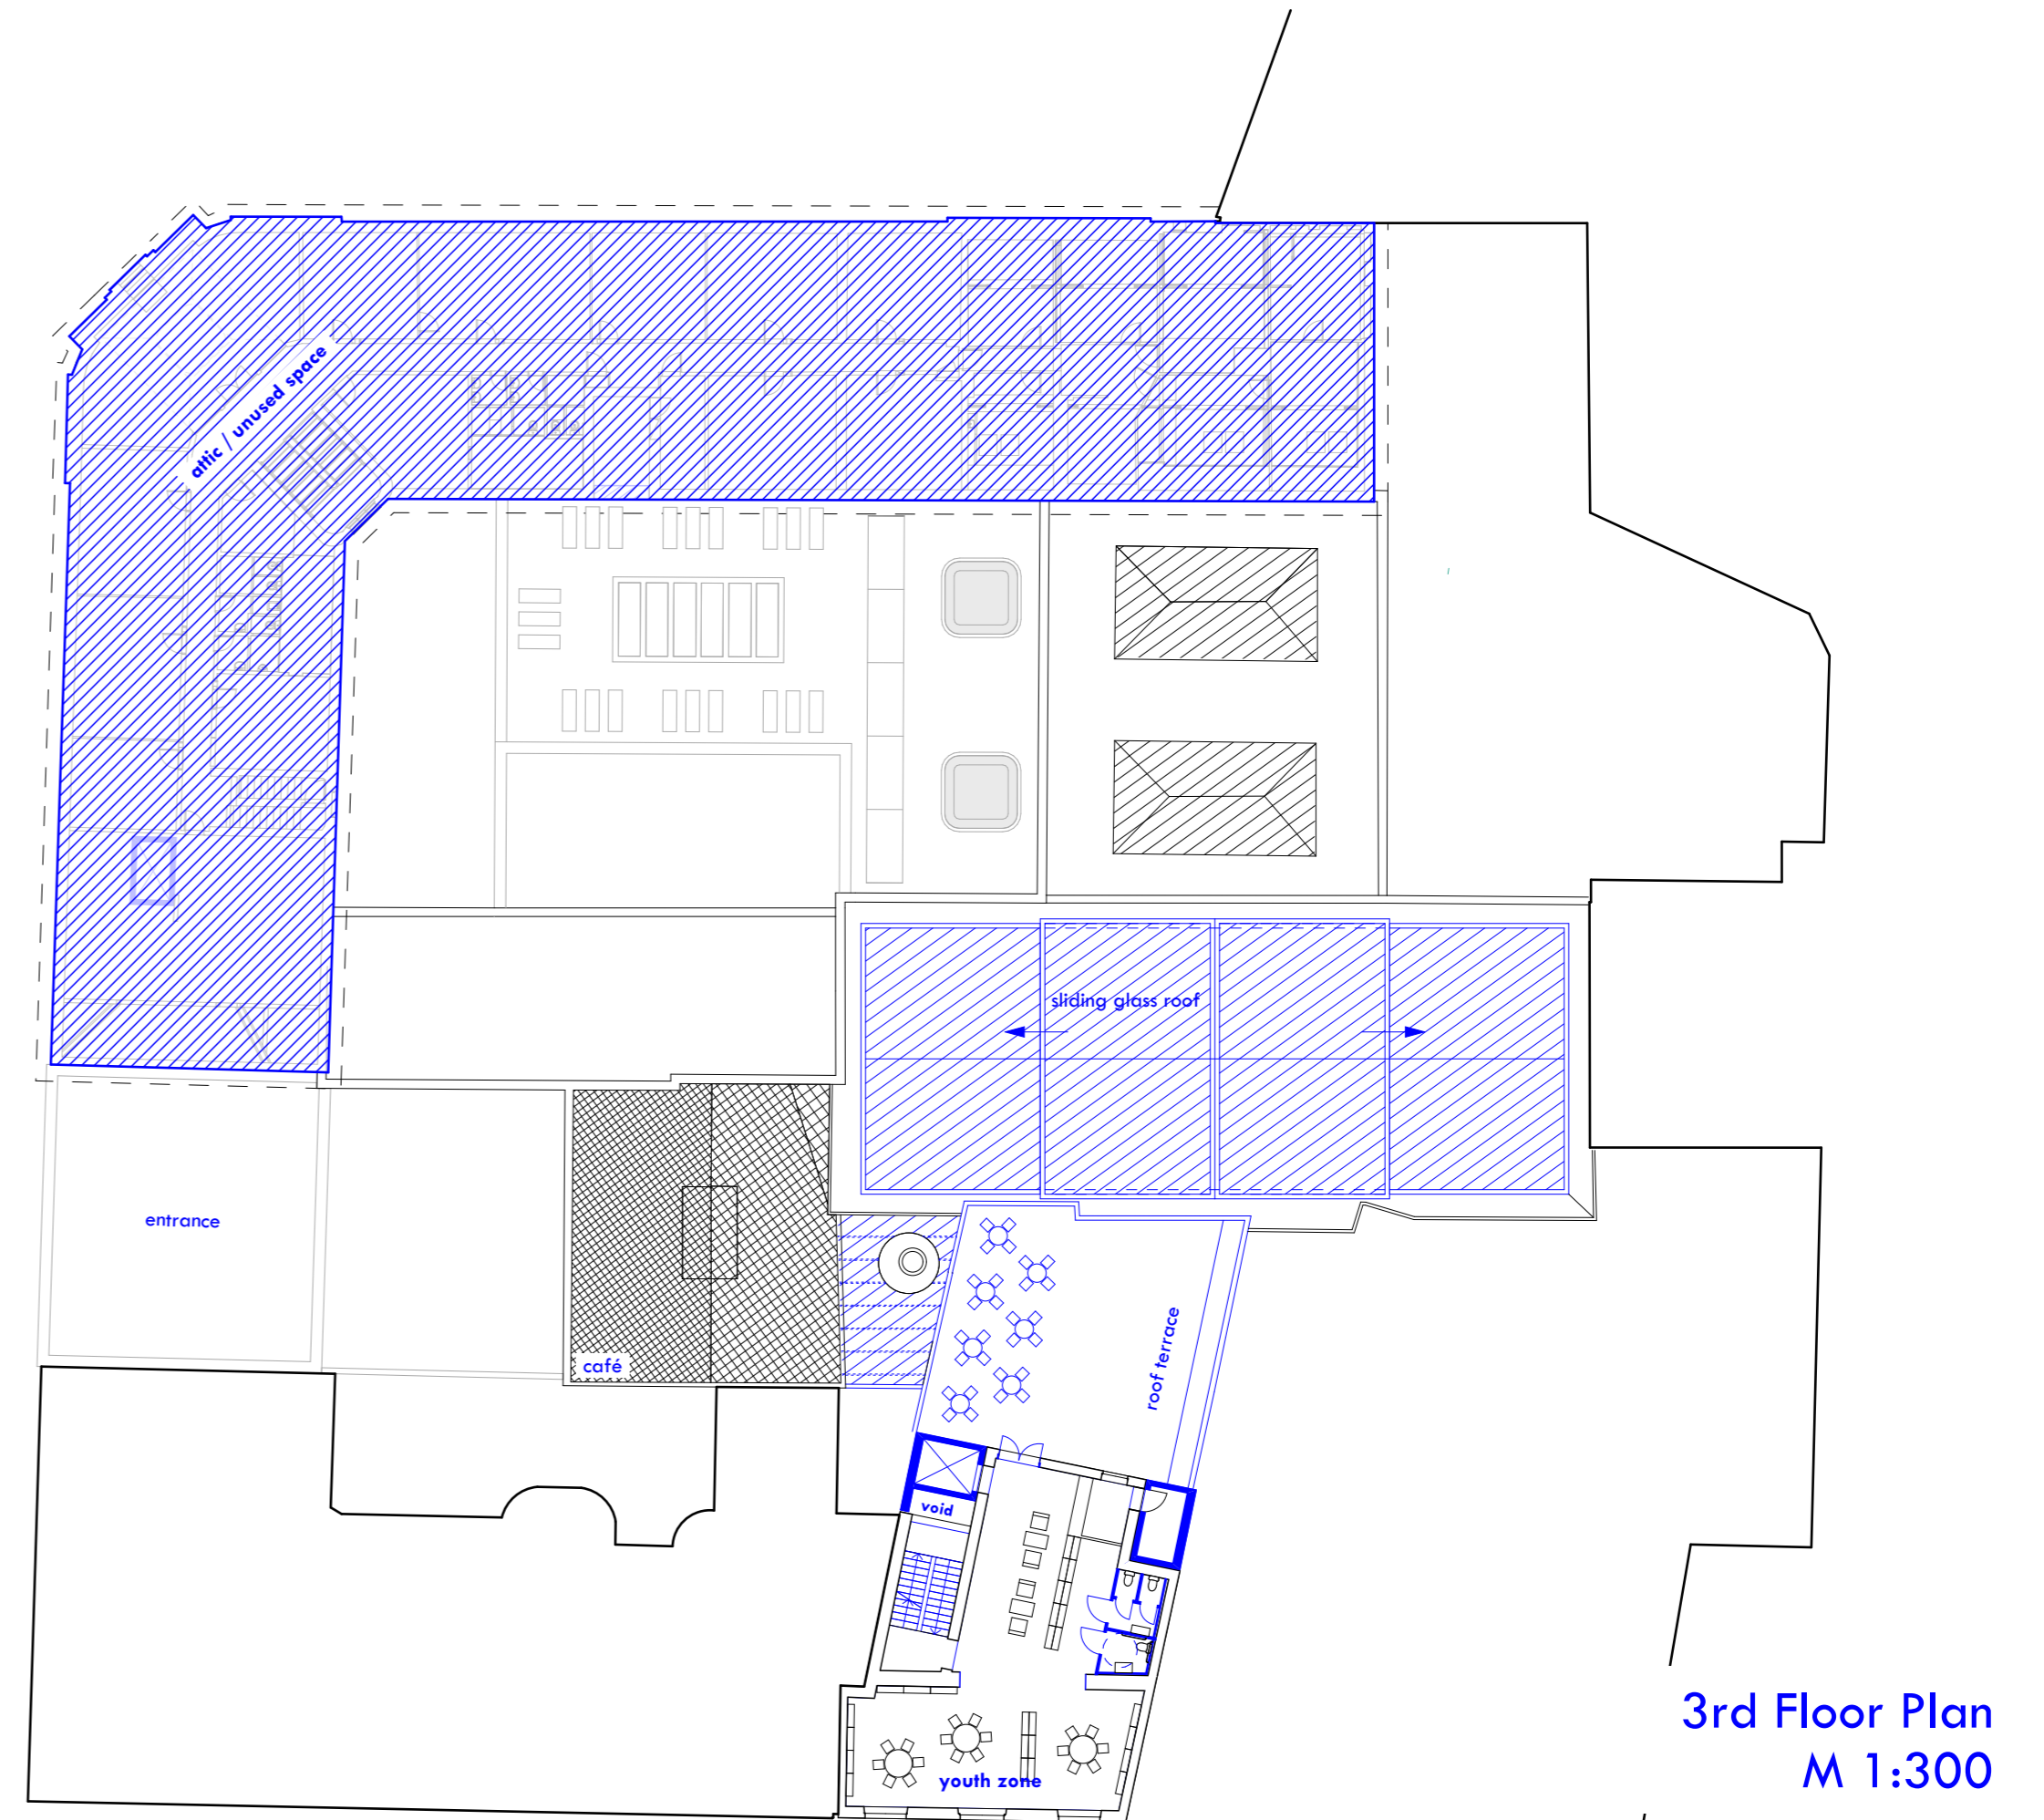 attic / unused space
sliding glass roof
entrance
café
roof terrace
void
youth zone
3rd Floor Plan
M 1:300